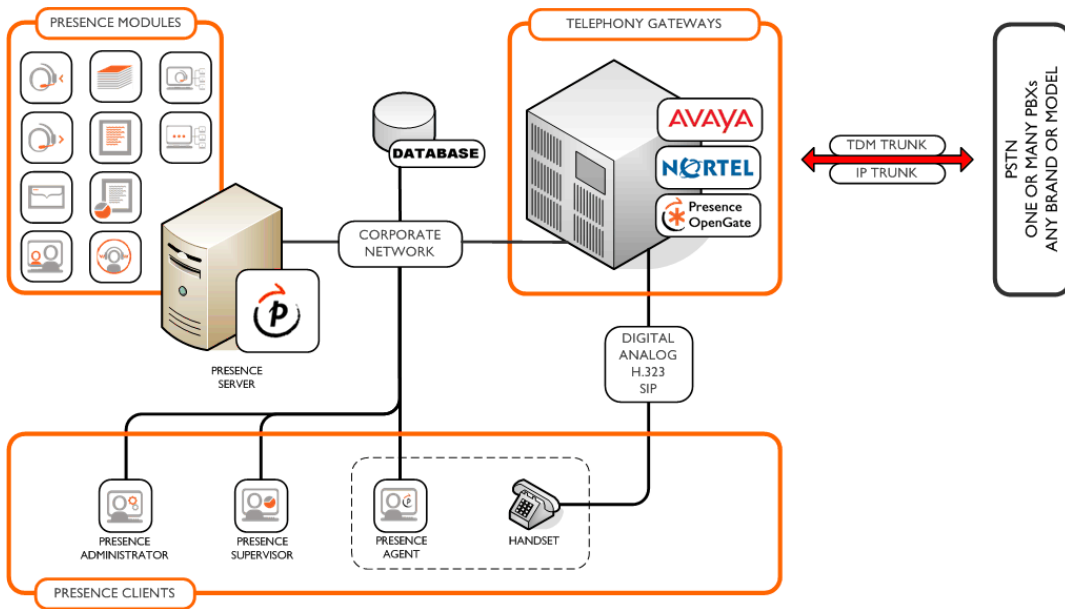 PRESENCE MODULES
TELEPHONY GATEWAYS
AVAYA
NORTEL
Presence
OpenGate
DATABASE
CORPORATE
NETWORK
TDM TRUNK
IP TRUNK
PSTN
ONE OR MANY PBXs
ANY BRAND OR MODEL
p
PRESENCE
SERVER
DIGITAL
ANALOG
H.323
SIP
PRESENCE
ADMINISTRATOR
PRESENCE
SUPERVISOR
p
PRESENCE
AGENT
HANDSET
PRESENCE CLIENTS